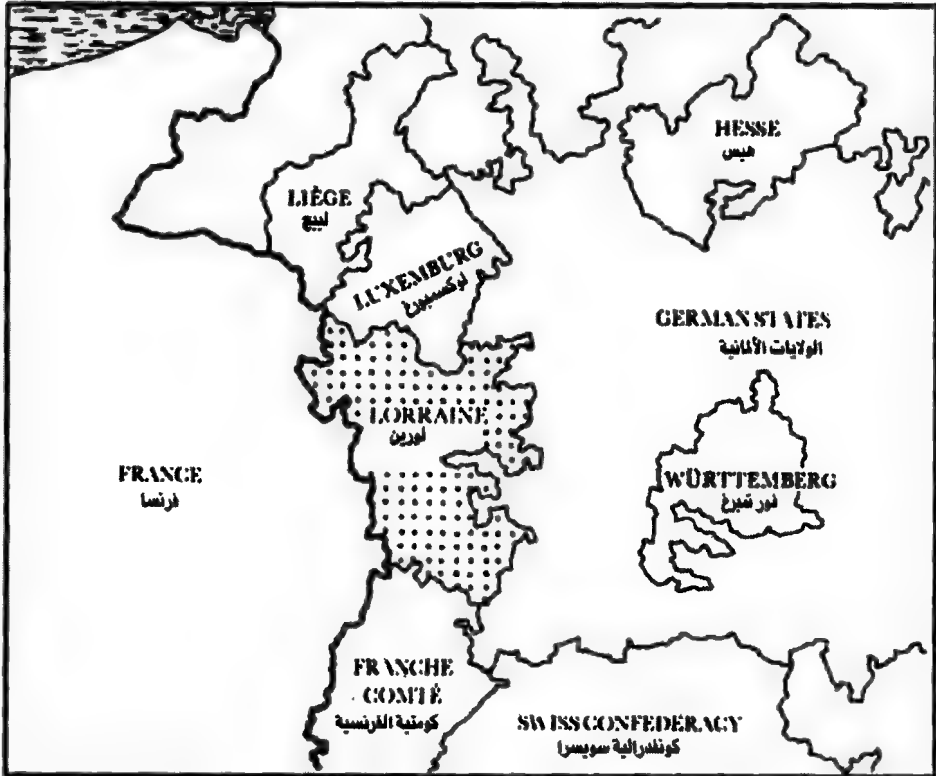 HESSE
هيس
LIÈGE
لييج
LUXEMBURG
لوكسمبورغ
GERMAN STATES
الولايات الألمانية
LORRAINE
لورين
FRANCE
فرنسا
WÜRTTEMBERG
فورتمبرغ
FRANCHE
COMTÉ
كومتية الفرنسية
SWISS CONFEDERACY
كونفدرالية سويسرا